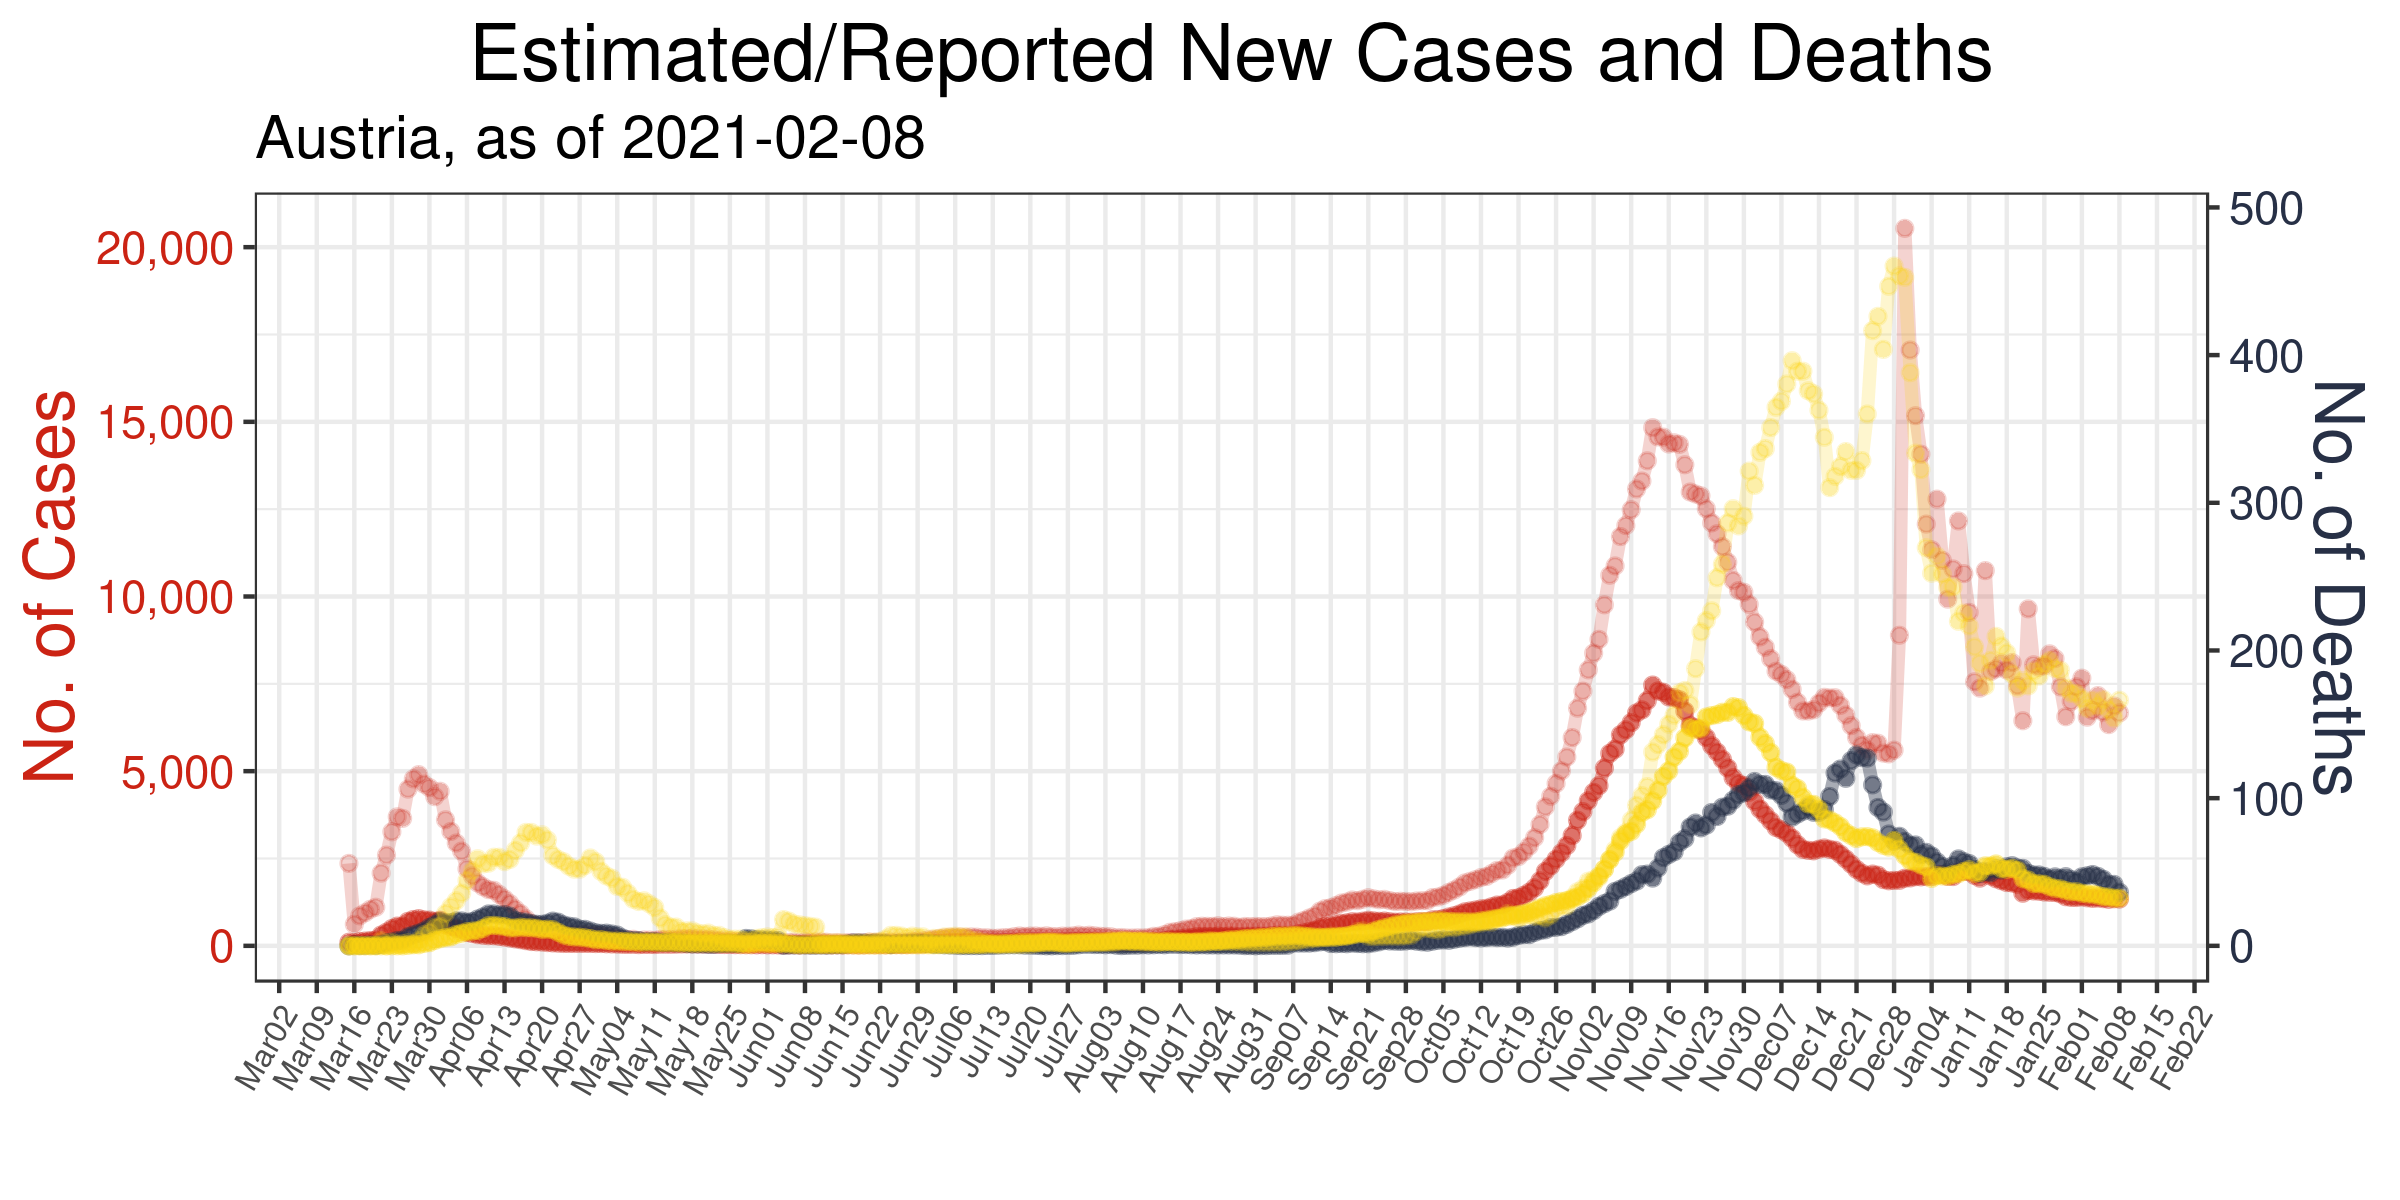 Estimated/Reported New Cases and Deaths
Austria, as of 2021-02-08
No. of Cases
20,000
15,000
10,000
5,000
0
500
400
300
200
100
0
No. of Deaths
Mar02
Mar09
Mar16
Mar23
Mar30
Apr06
Apr13
Apr20
Apr27
May04
May11
May18
May25
Jun01
Jun08
Jun15
Jun22
Jun29
Jul06
Jul13
Jul20
Jul27
Aug03
Aug10
Aug17
Aug24
Aug31
Sep07
Sep14
Sep21
Sep28
Oct05
Oct12
Oct19
Oct26
Nov02
Nov09
Nov16
Nov23
Nov30
Dec07
Dec14
Dec21
Dec28
Jan04
Jan11
Jan18
Jan25
Feb01
Feb08
Feb15
Feb22